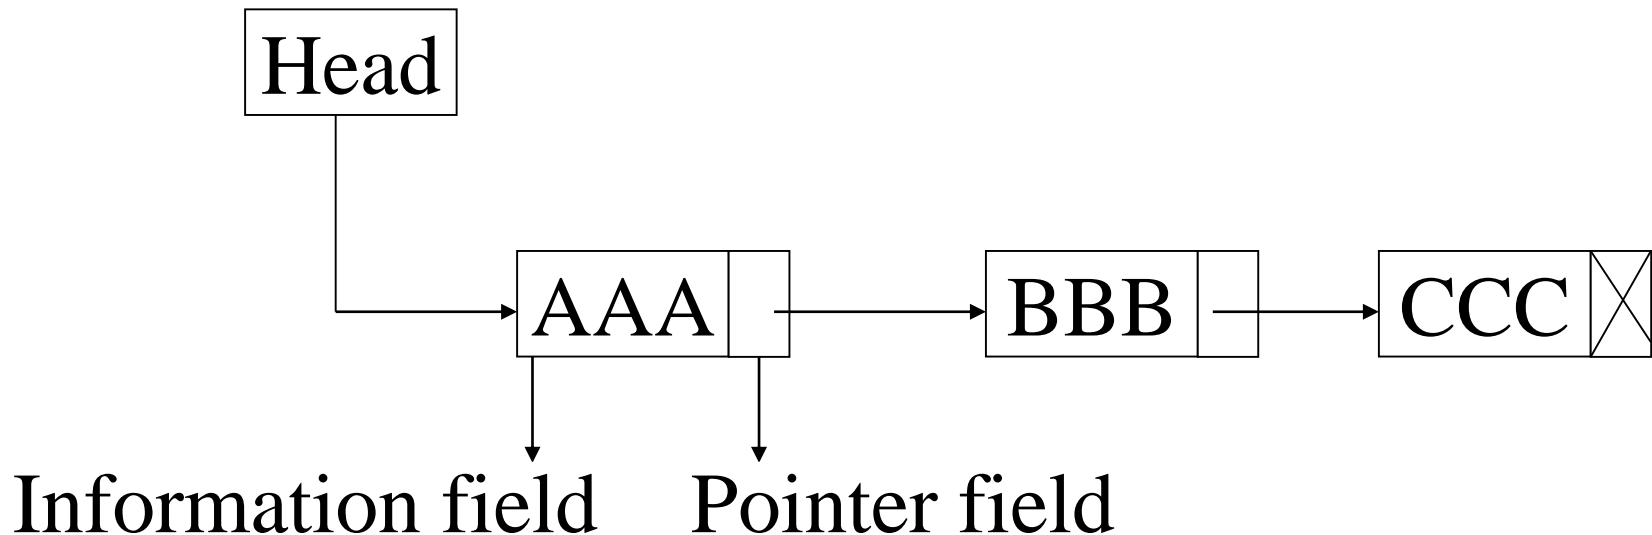 Head
AAA
BBB
CCC
Information field
Pointer field